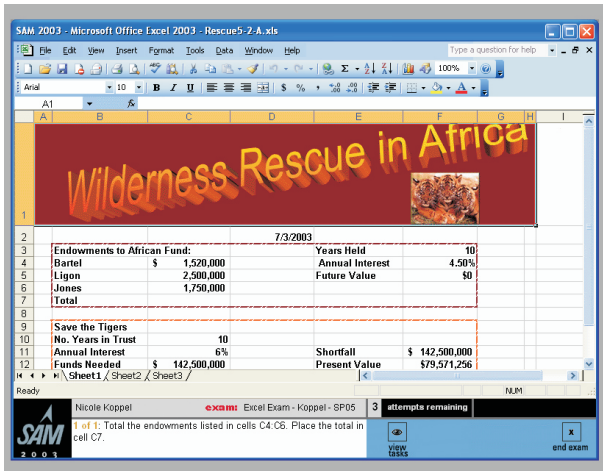 SAM 2003 - Microsoft Office Excel 2003 - Rescue5-2-A.xls
File Edit View Insert Format Tools Data Window Help Type a question for help
100%
Arial 10 B I U $ % ,
A1 fx
A B C D E F G H I
1 Wilderness Rescue in Africa
2 7/3/2003
3 Endowments to African Fund: Years Held 10
4 Bartel $ 1,520,000 Annual Interest 4.50%
5 Ligon 2,500,000 Future Value $0
6 Jones 1,750,000
7 Total
8
9 Save the Tigers
10 No. Years in Trust 10
11 Annual Interest 6% Shortfall $ 142,500,000
12 Funds Needed $ 142,500,000 Present Value $79,571,256
Sheet1 Sheet2 Sheet3
Ready NUM
Nicole Koppel exam: Excel Exam - Koppel - SP05 3 attempts remaining
SAM 2003
1 of 1: Total the endowments listed in cells C4:C6. Place the total in
cell C7.
view tasks
x
end exam